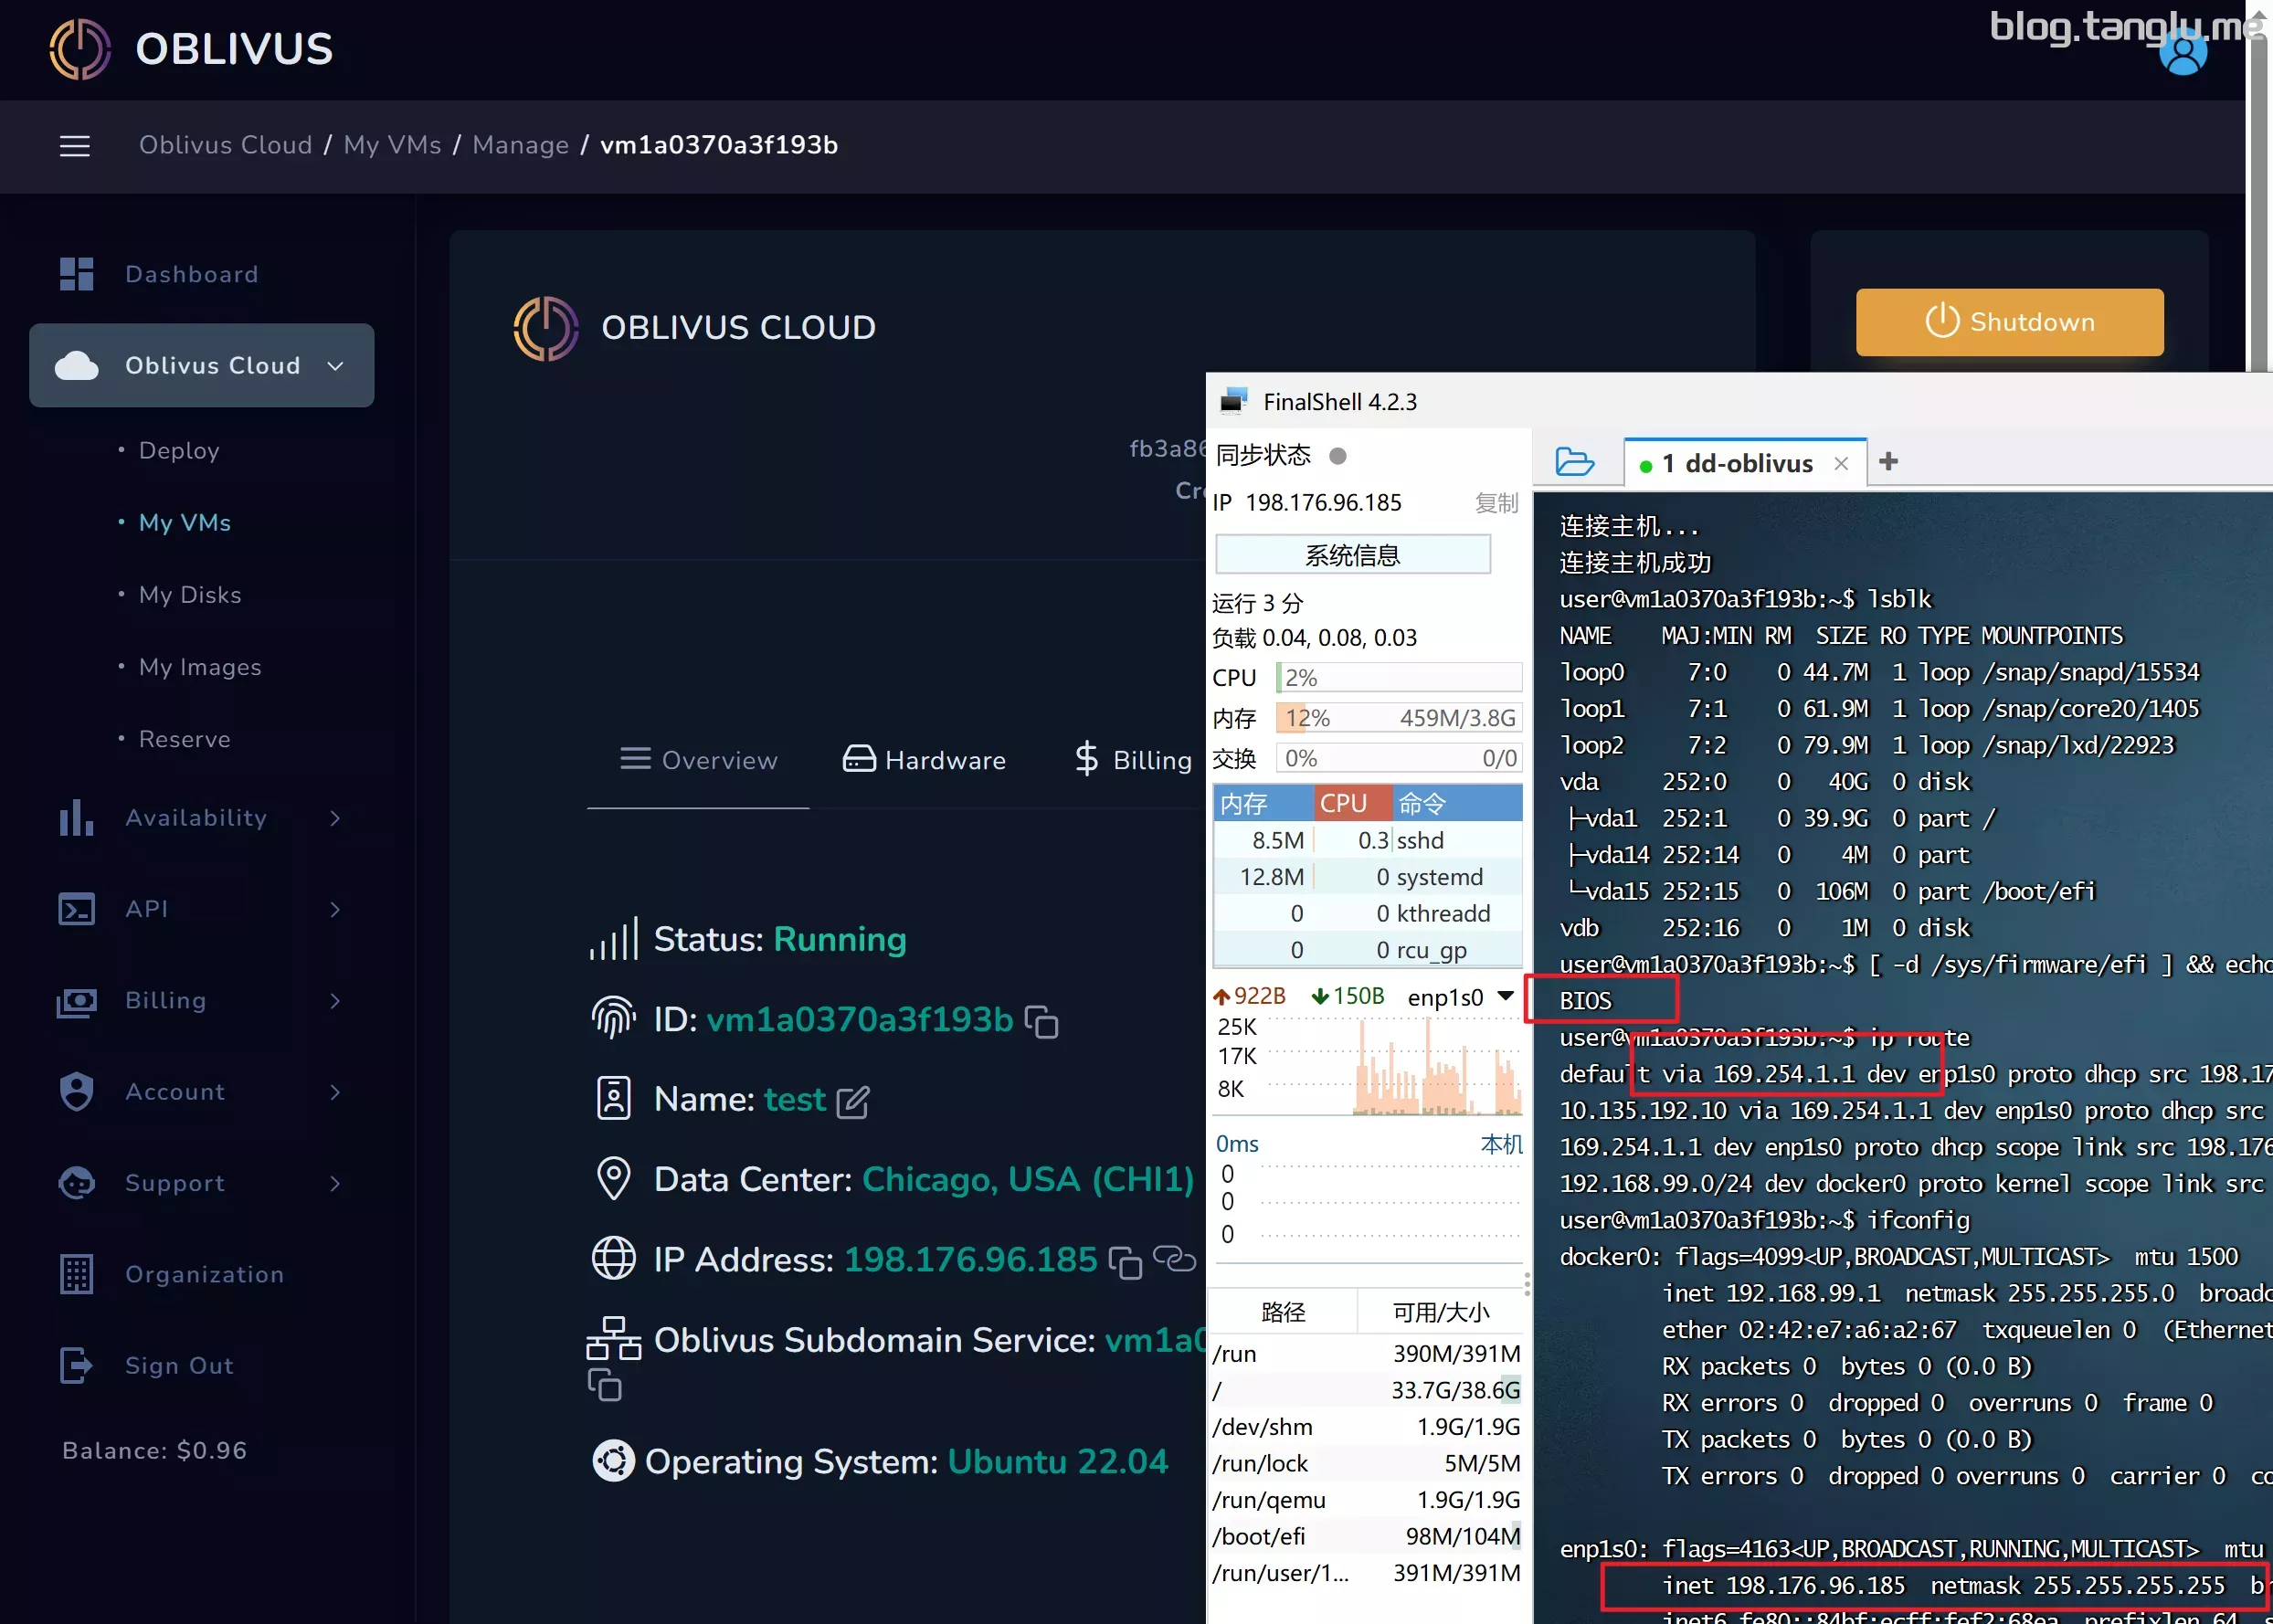 blog.tanglu.me
OBLIVUS
Oblivus Cloud / My VMs / Manage / vm1a0370a3f193b
Dashboard
Oblivus Cloud
Deploy
My VMs
My Disks
My Images
Reserve
Availability
API
Billing
Account
Support
Organization
Sign Out
Balance: $0.96
OBLIVUS CLOUD
fb3a86
Cre
Shutdown
Overview
Hardware
Billing
Status: Running
ID: vm1a0370a3f193b
Name: test
Data Center: Chicago, USA (CHI1)
IP Address: 198.176.96.185
Oblivus Subdomain Service: vm1a0
Operating System: Ubuntu 22.04
FinalShell 4.2.3
同步状态
IP 198.176.96.185 复制
系统信息
运行 3 分
负载 0.04, 0.08, 0.03
CPU 2%
内存 12% 459M/3.8G
交换 0% 0/0
内存 CPU 命令
8.5M 0.3 sshd
12.8M 0 systemd
0 0 kthreadd
0 0 rcu_gp
922B 150B enp1s0
25K
17K
8K
0ms 本机
0
0
0
路径 可用/大小
/run 390M/391M
/ 33.7G/38.6G
/dev/shm 1.9G/1.9G
/run/lock 5M/5M
/run/qemu 1.9G/1.9G
/boot/efi 98M/104M
/run/user/1... 391M/391M
1 dd-oblivus × +
连接主机...
连接主机成功
user@vm1a0370a3f193b:~$ lsblk
NAME MAJ:MIN RM SIZE RO TYPE MOUNTPOINTS
loop0 7:0 0 44.7M 1 loop /snap/snapd/15534
loop1 7:1 0 61.9M 1 loop /snap/core20/1405
loop2 7:2 0 79.9M 1 loop /snap/lxd/22923
vda 252:0 0 40G 0 disk
├─vda1 252:1 0 39.9G 0 part /
├─vda14 252:14 0 4M 0 part
└─vda15 252:15 0 106M 0 part /boot/efi
vdb 252:16 0 1M 0 disk
user@vm1a0370a3f193b:~$ [ -d /sys/firmware/efi ] && echo
BIOS
user@vm1a0370a3f193b:~$ ip route
default via 169.254.1.1 dev enp1s0 proto dhcp src 198.17
10.135.192.10 via 169.254.1.1 dev enp1s0 proto dhcp src
169.254.1.1 dev enp1s0 proto dhcp scope link src 198.176
192.168.99.0/24 dev docker0 proto kernel scope link src
user@vm1a0370a3f193b:~$ ifconfig
docker0: flags=4099<UP,BROADCAST,MULTICAST> mtu 1500
inet 192.168.99.1 netmask 255.255.255.0 broadc
ether 02:42:e7:a6:a2:67 txqueuelen 0 (Ethernet
RX packets 0 bytes 0 (0.0 B)
RX errors 0 dropped 0 overruns 0 frame 0
TX packets 0 bytes 0 (0.0 B)
TX errors 0 dropped 0 overruns 0 carrier 0 co
enp1s0: flags=4163<UP,BROADCAST,RUNNING,MULTICAST> mtu
inet 198.176.96.185 netmask 255.255.255.255 br
inet6 fe80::84bf:ecff:fef2:68ea prefixlen 64